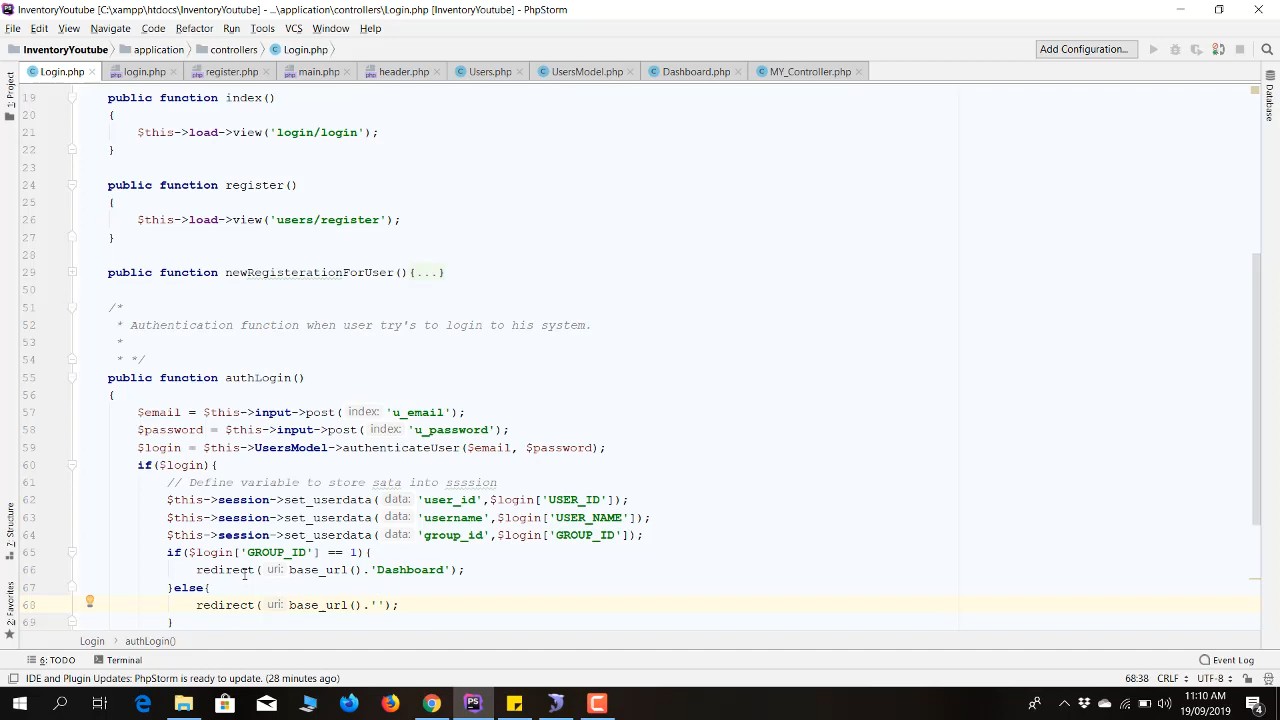 InventoryYoutube [C:\xampp\htdocs\InventoryYoutube] - ...\application\controllers\Login.php [InventoryYoutube] - PhpStorm
File Edit View Navigate Code Refactor Run Tools VCS Window Help
InventoryYoutube application controllers Login.php Add Configuration...
Login.php login.php register.php main.php header.php Users.php UsersModel.php Dashboard.php MY_Controller.php
1: Project
Database
2: Structure
2: Favorites
19 public function index()
20 {
21 $this->load->view('login/login');
22 }
23
24 public function register()
25 {
26 $this->load->view('users/register');
27 }
28
29 public function newRegisterationForUser(){...}
50
51 /*
52 * Authentication function when user try's to login to his system.
53 *
54 * */
55 public function authLogin()
56 {
57 $email = $this->input->post( index: 'u_email');
58 $password = $this->input->post( index: 'u_password');
59 $login = $this->UsersModel->authenticateUser($email, $password);
60 if($login){
61 // Define variable to store sata into ssssion
62 $this->session->set_userdata( data: 'user_id',$login['USER_ID']);
63 $this->session->set_userdata( data: 'username',$login['USER_NAME']);
64 $this->session->set_userdata( data: 'group_id',$login['GROUP_ID']);
65 if($login['GROUP_ID'] == 1){
66 redirect( uri: base_url().'Dashboard');
67 }else{
68 redirect( uri: base_url().'');
69 }
Login › authLogin()
6: TODO Terminal Event Log
IDE and Plugin Updates: PhpStorm is ready to update. (28 minutes ago) 68:38 CRLF UTF-8
11:10 AM
19/09/2019
4